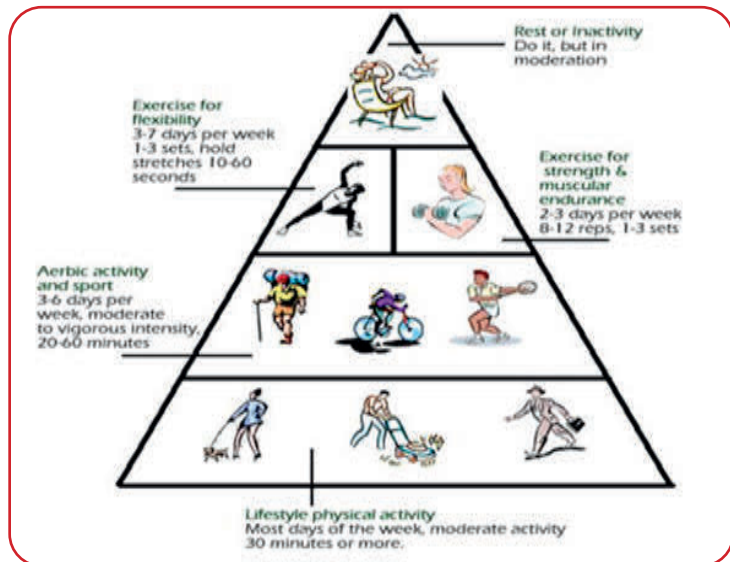 Rest or Inactivity
Do it, but in
moderation
Exercise for
flexibility
3-7 days per week
1-3 sets, hold
stretches 10-60
seconds
Exercise for
strength &
muscular
endurance
2-3 days per week
8-12 reps, 1-3 sets
Aerbic activity
and sport
3-6 days per
week, moderate
to vigorous intensity,
20-60 minutes
Lifestyle physical activity
Most days of the week, moderate activity
30 minutes or more.